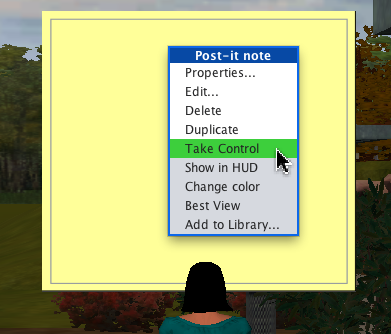 Post-it note
Properties...
Edit...
Delete
Duplicate
Take Control
Show in HUD
Change color
Best View
Add to Library...